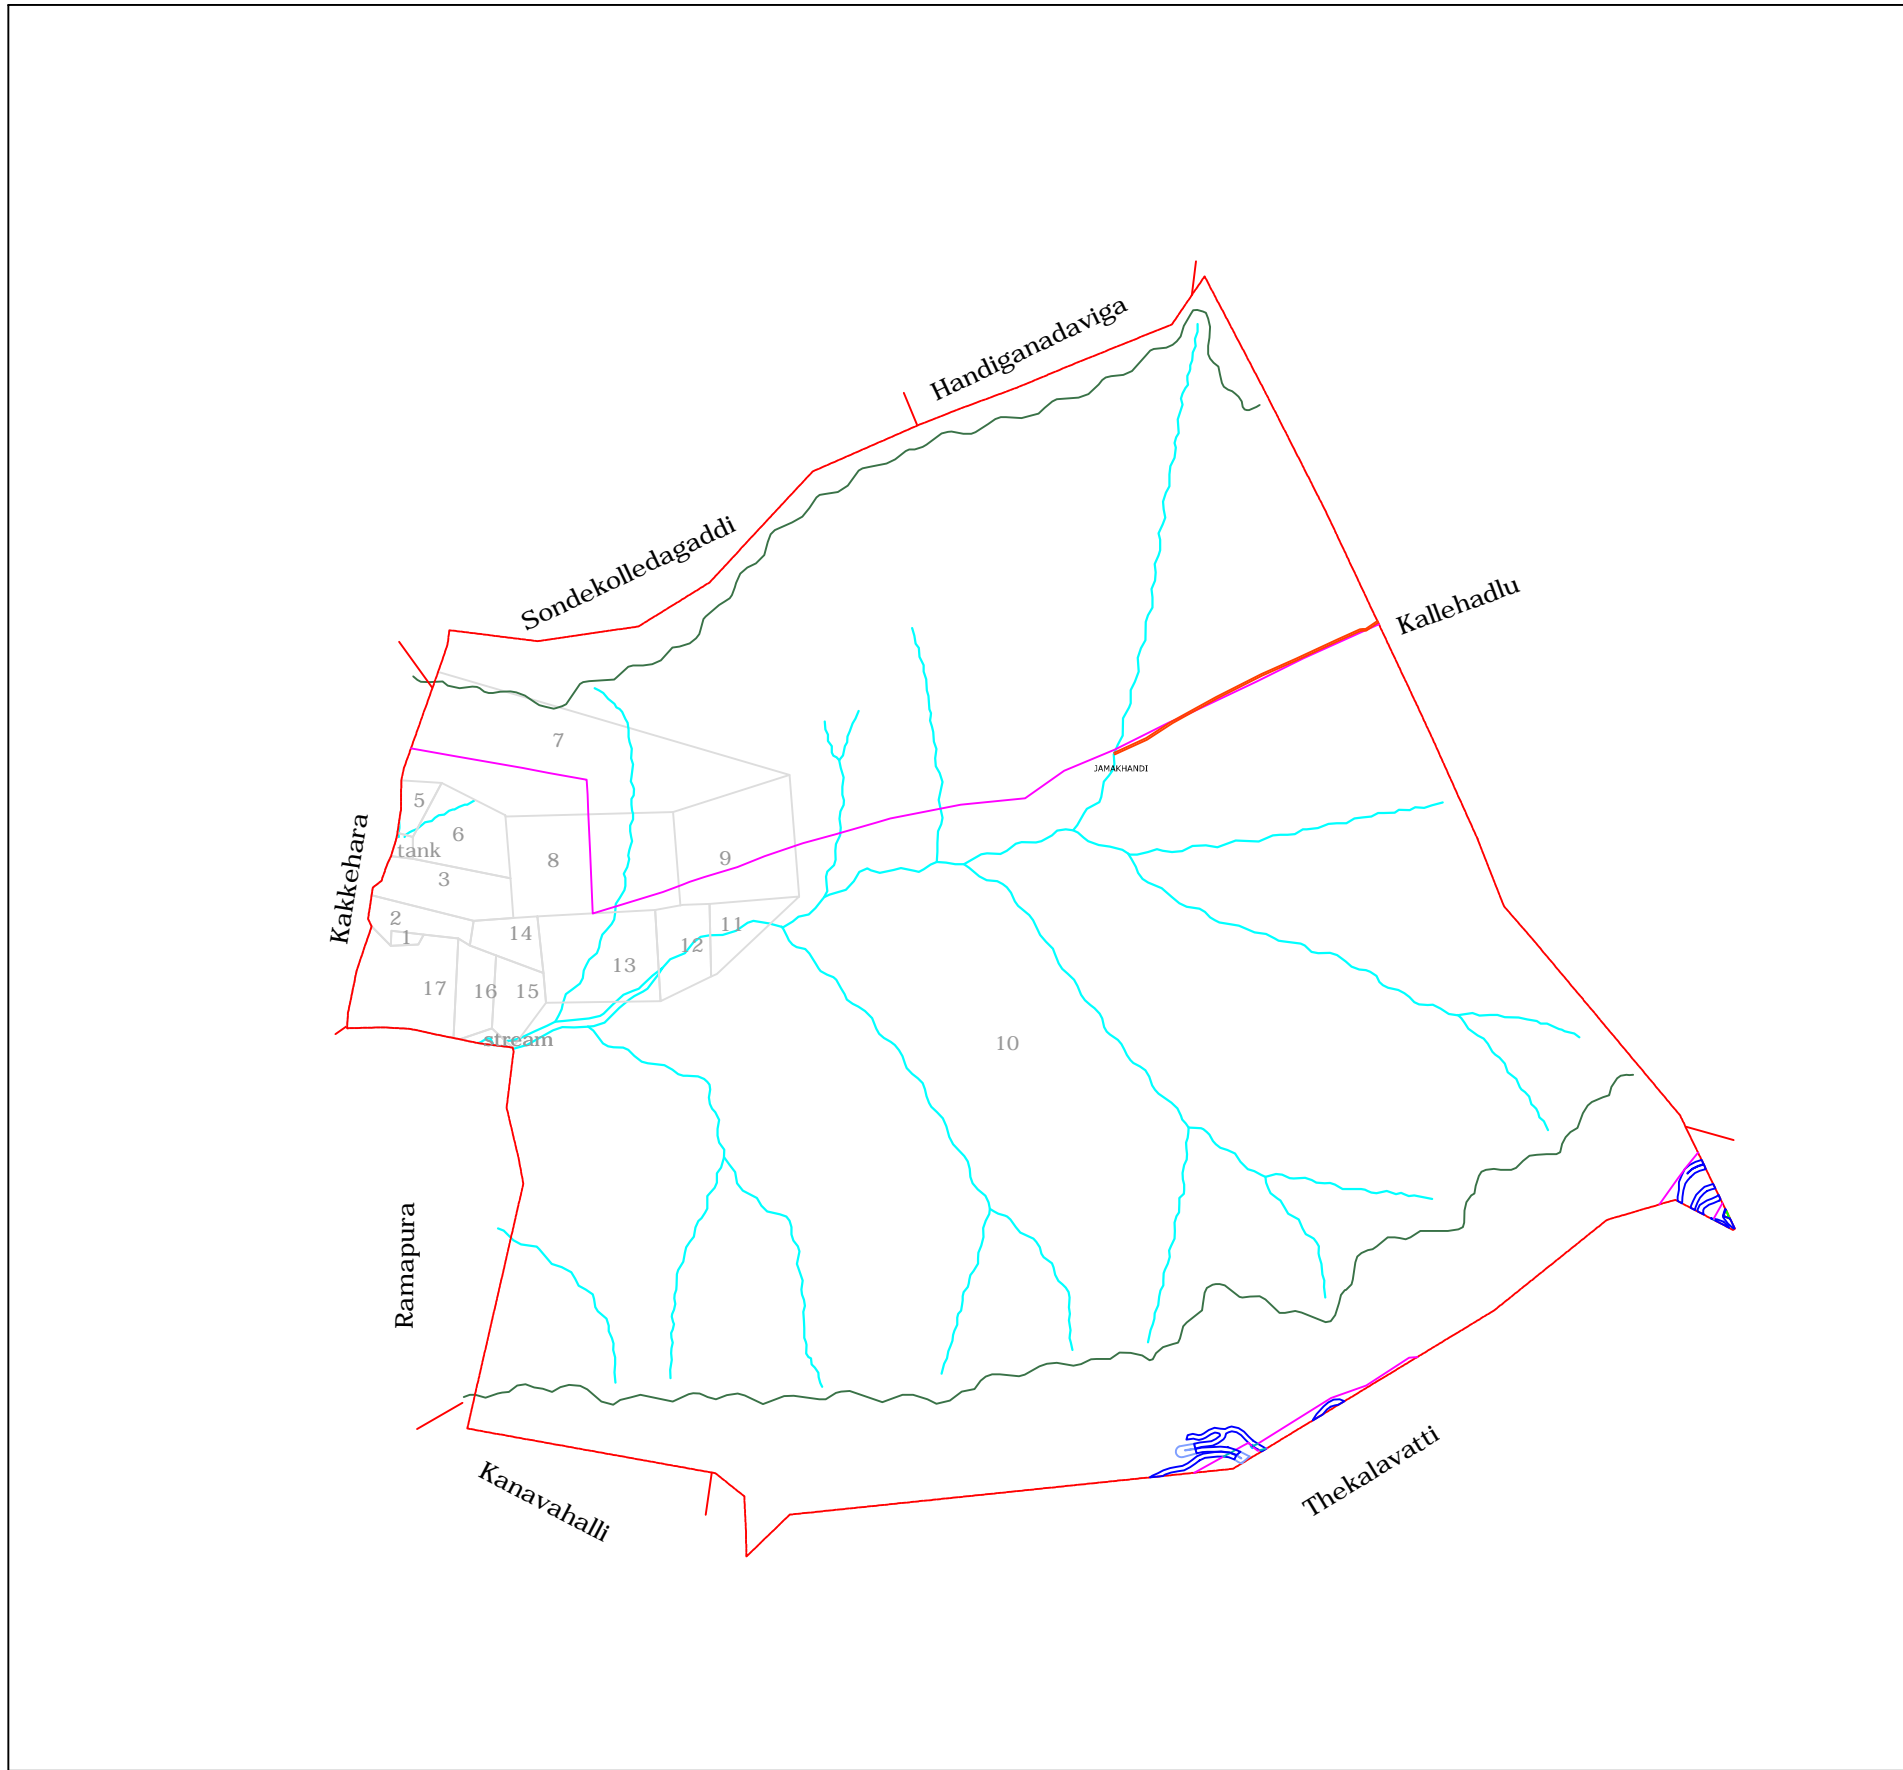 Handiganadaviga
Sondekolledagaddi
Kallehadlu
7
JAMAKHANDI
5
6
tank
8
9
3
Kakkehara
2
1
14
11
12
13
17
16
15
stream
10
Ramapura
Kanavahalli
Thekalavatti